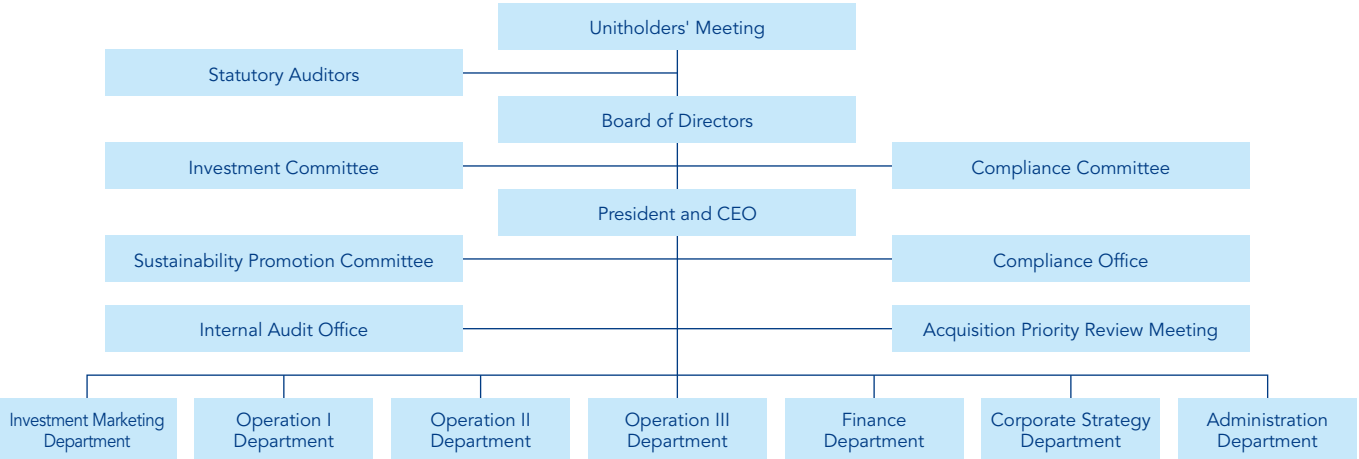 Unitholders' Meeting
Statutory Auditors
Board of Directors
Investment Committee
Compliance Committee
President and CEO
Sustainability Promotion Committee
Compliance Office
Internal Audit Office
Acquisition Priority Review Meeting
Investment Marketing
Department
Operation I
Department
Operation II
Department
Operation III
Department
Finance
Department
Corporate Strategy
Department
Administration
Department